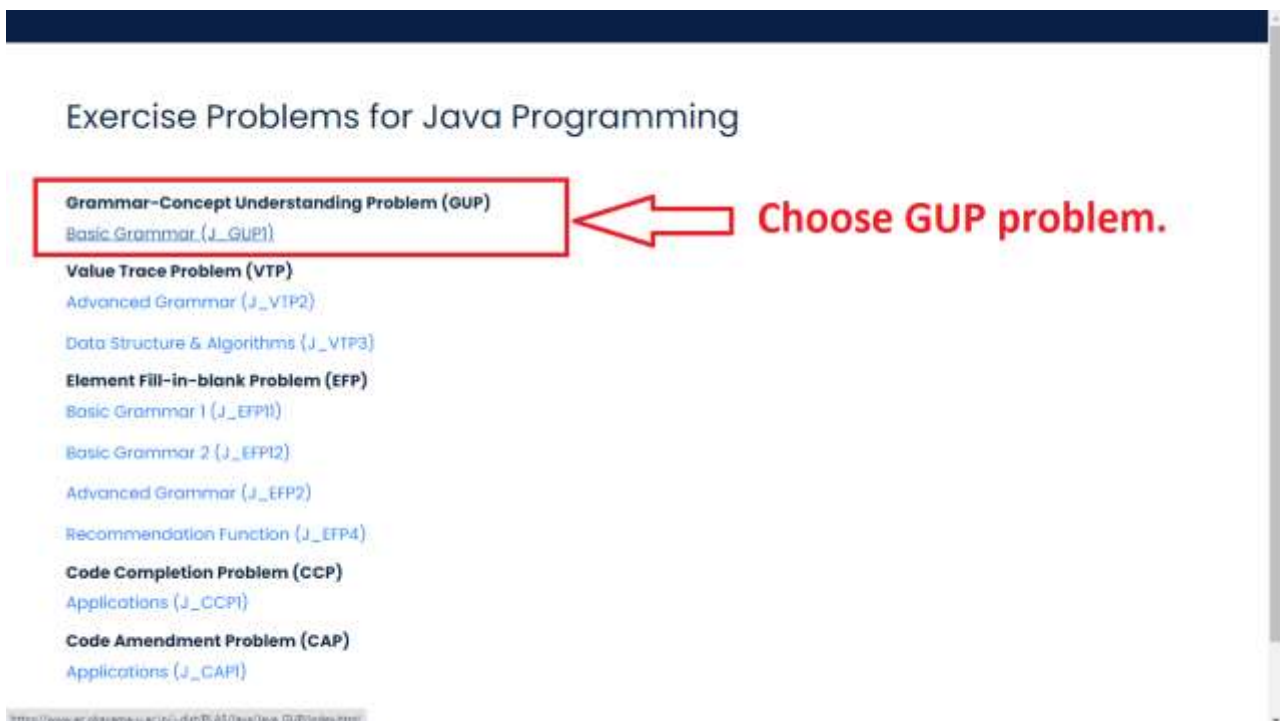 Exercise Problems for Java Programming
Grammar-Concept Understanding Problem (GUP)
Basic Grammar (J_GUP1)
Choose GUP problem.
Value Trace Problem (VTP)
Advanced Grammar (J_VTP2)
Data Structure & Algorithms (J_VTP3)
Element Fill-in-blank Problem (EFP)
Basic Grammar 1 (J_EFP11)
Basic Grammar 2 (J_EFP12)
Advanced Grammar (J_EFP2)
Recommendation Function (J_EFP4)
Code Completion Problem (CCP)
Applications (J_CCP1)
Code Amendment Problem (CAP)
Applications (J_CAP1)